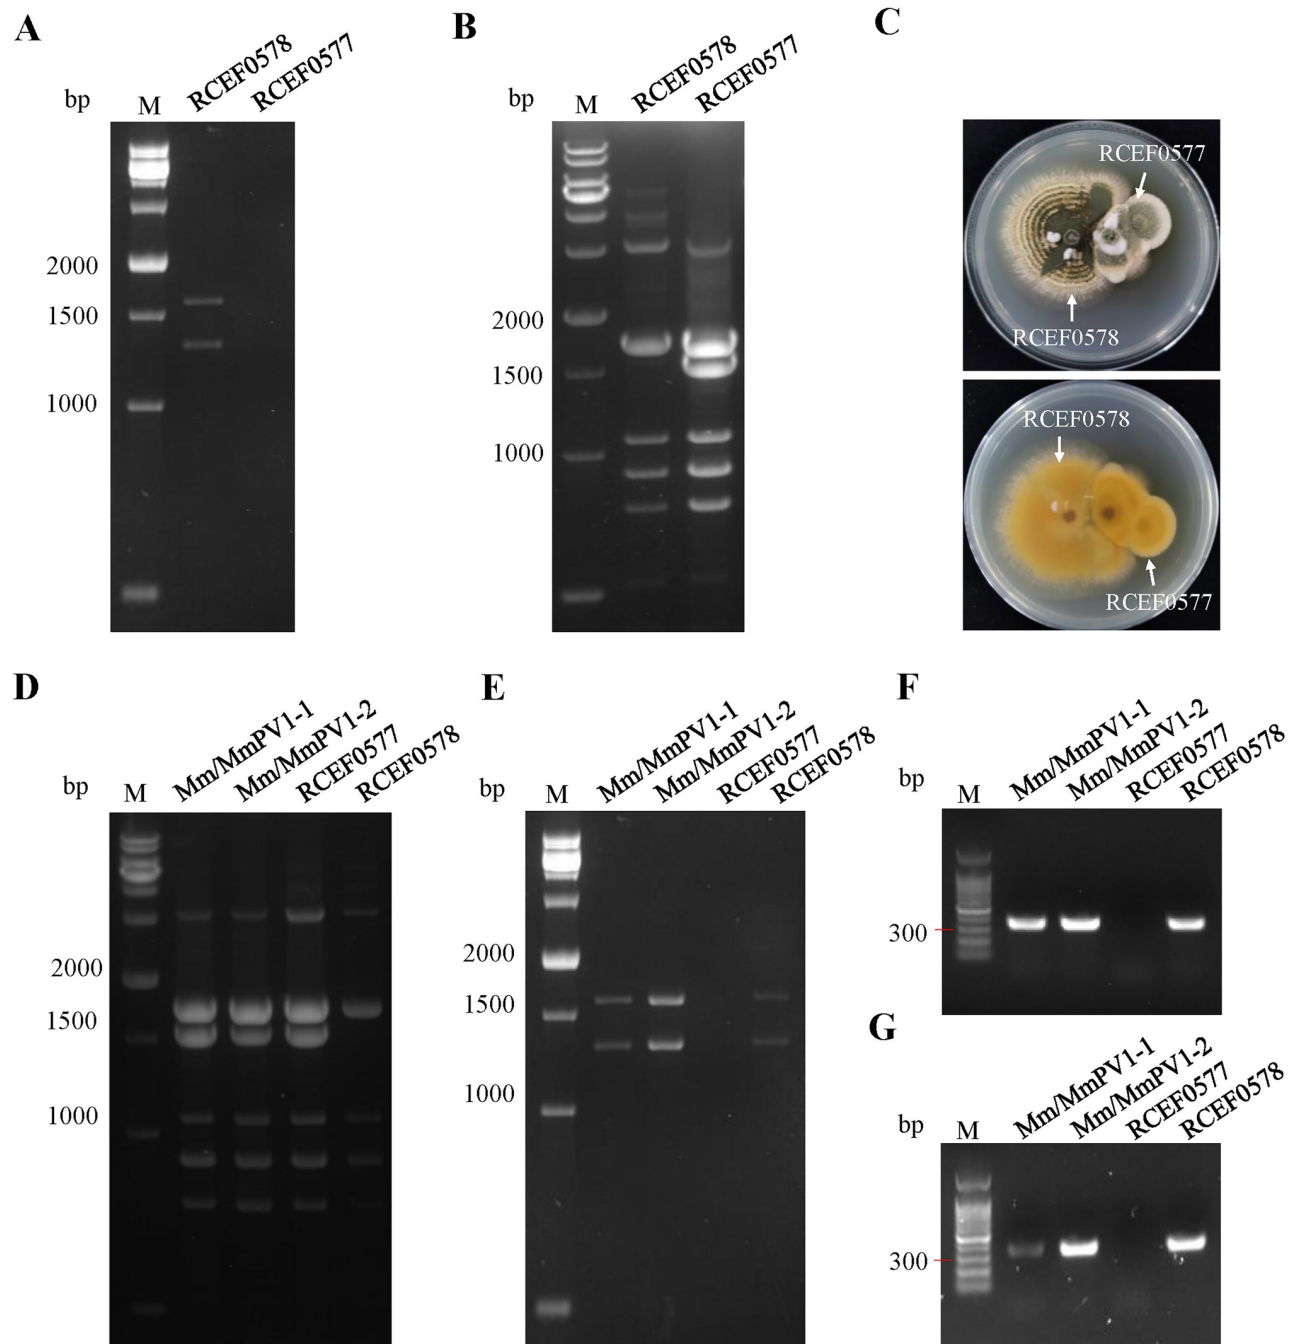 A
bp
M
RCEF0578
RCEF0577
2000
1500
1000
B
bp
M
RCEF0578
RCEF0577
2000
1500
1000
C
RCEF0577
RCEF0578
RCEF0578
RCEF0577
D
bp
M
Mm/MmPV1-1
Mm/MmPV1-2
RCEF0577
RCEF0578
2000
1500
1000
E
bp
M
Mm/MmPV1-1
Mm/MmPV1-2
RCEF0577
RCEF0578
2000
1500
1000
F
bp
M
Mm/MmPV1-1
Mm/MmPV1-2
RCEF0577
RCEF0578
300
G
bp
M
Mm/MmPV1-1
Mm/MmPV1-2
RCEF0577
RCEF0578
300